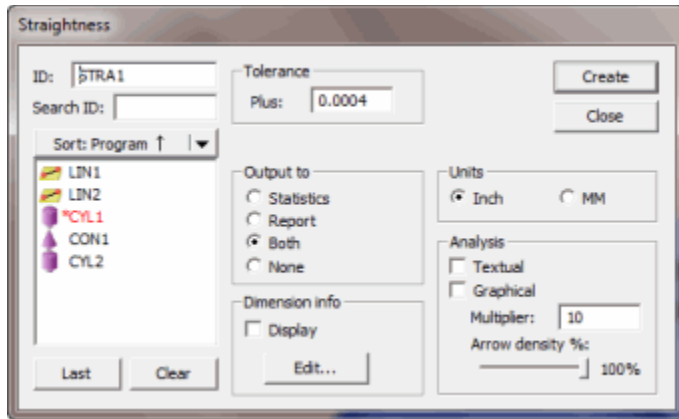 Straightness
ID: STRA1
Search ID:
Sort: Program ↑
LIN1
LIN2
*CYL1
CON1
CYL2
Last
Clear
Tolerance
Plus: 0.0004
Output to
Statistics
Report
Both
None
Dimension info
Display
Edit...
Create
Close
Units
Inch
MM
Analysis
Textual
Graphical
Multiplier: 10
Arrow density %:
100%